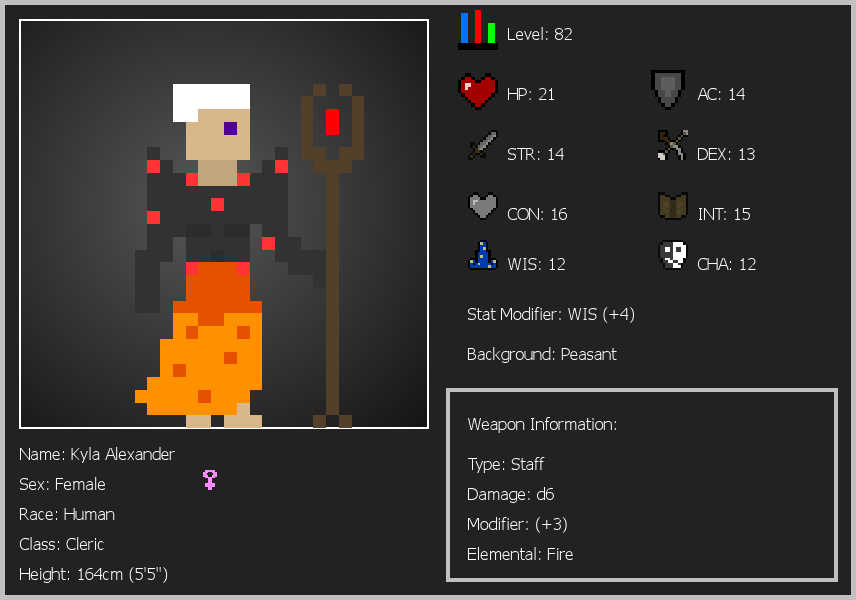 Level: 82
HP: 21
AC: 14
STR: 14
DEX: 13
CON: 16
INT: 15
WIS: 12
CHA: 12
Stat Modifier: WIS (+4)
Background: Peasant
Weapon Information:
Type: Staff
Damage: d6
Modifier: (+3)
Elemental: Fire
Name: Kyla Alexander
Sex: Female
Race: Human
Class: Cleric
Height: 164cm (5'5")